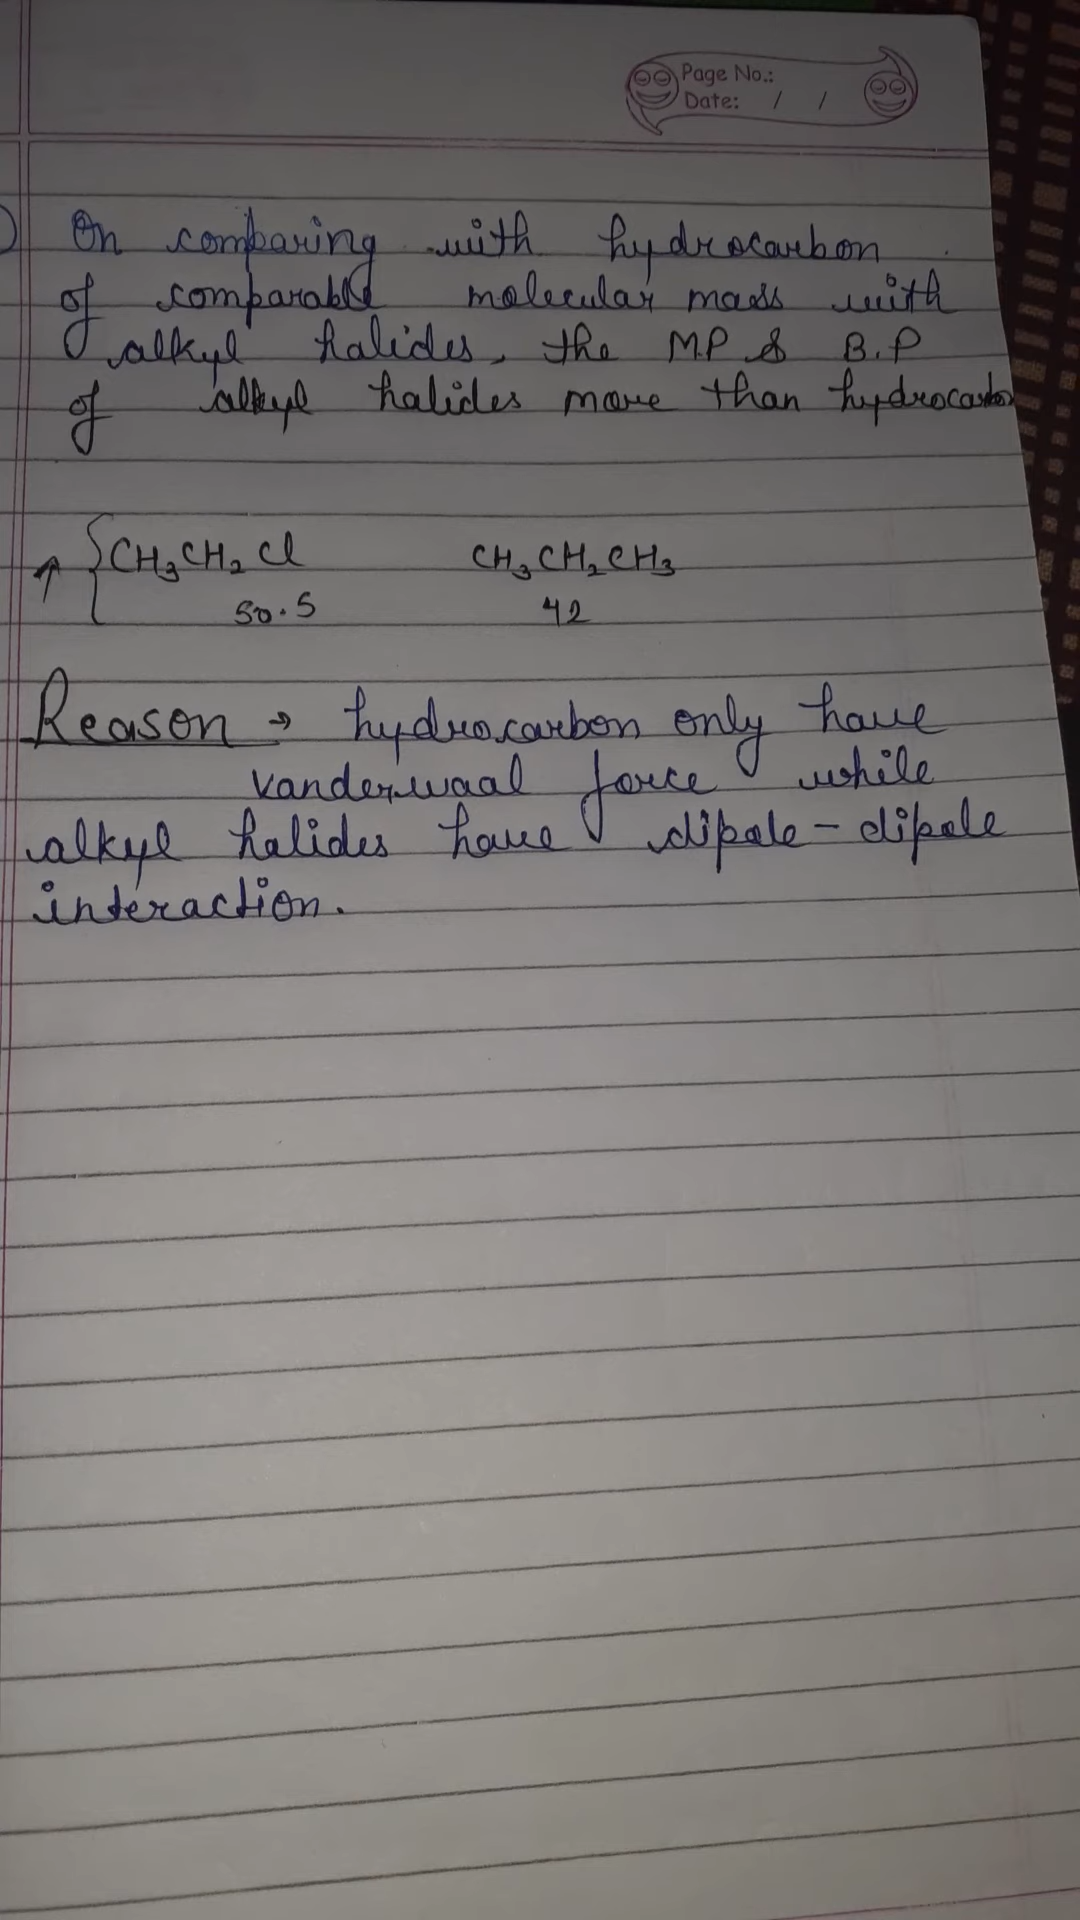 Page No.:
Date: / /
On comparing with hydrocarbon
of comparable molecular mass with
alkyl halides, the M.P & B.P
of alkyl halides more than hydrocarbon
↑ { CH₃CH₂Cl CH₃CH₂CH₃
50.5 42
Reason → hydrocarbon only have
vanderwaal force while
alkyl halides have dipole-dipole
interaction.